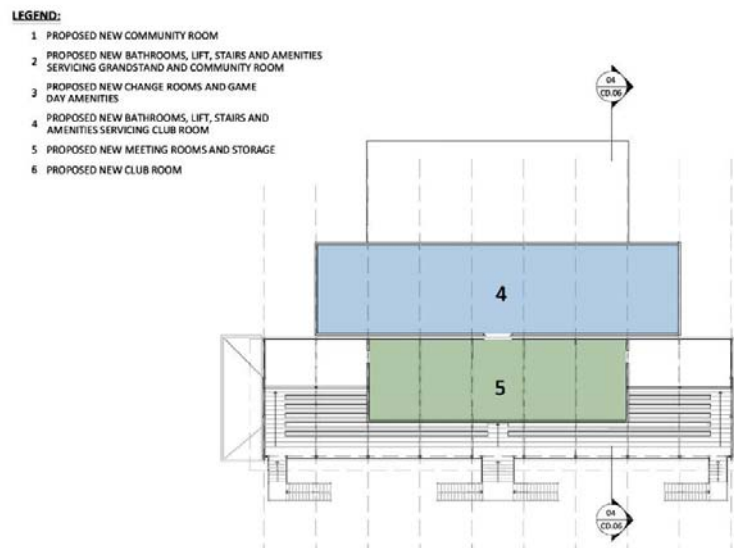 LEGEND:
1 PROPOSED NEW COMMUNITY ROOM
2 PROPOSED NEW BATHROOMS, LIFT, STAIRS AND AMENITIES
SERVICING GRANDSTAND AND COMMUNITY ROOM
3 PROPOSED NEW CHANGE ROOMS AND GAME
DAY AMENITIES
4 PROPOSED NEW BATHROOMS, LIFT, STAIRS AND
AMENITIES SERVICING CLUB ROOM
5 PROPOSED NEW MEETING ROOMS AND STORAGE
6 PROPOSED NEW CLUB ROOM
04
CD.06
4
5
04
CD.06